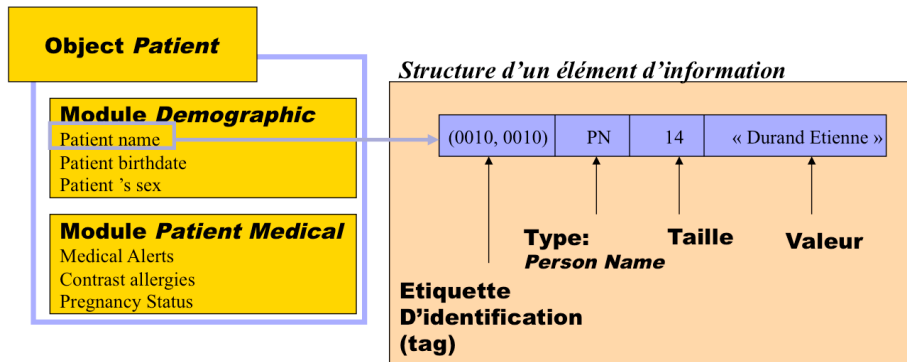 Object Patient
Module Demographic
Patient name
Patient birthdate
Patient ’s sex
Module Patient Medical
Medical Alerts
Contrast allergies
Pregnancy Status
Structure d’un élément d’information
(0010, 0010) PN 14 « Durand Etienne »
Type:
Person Name
Taille
Valeur
Etiquette
D’identification
(tag)